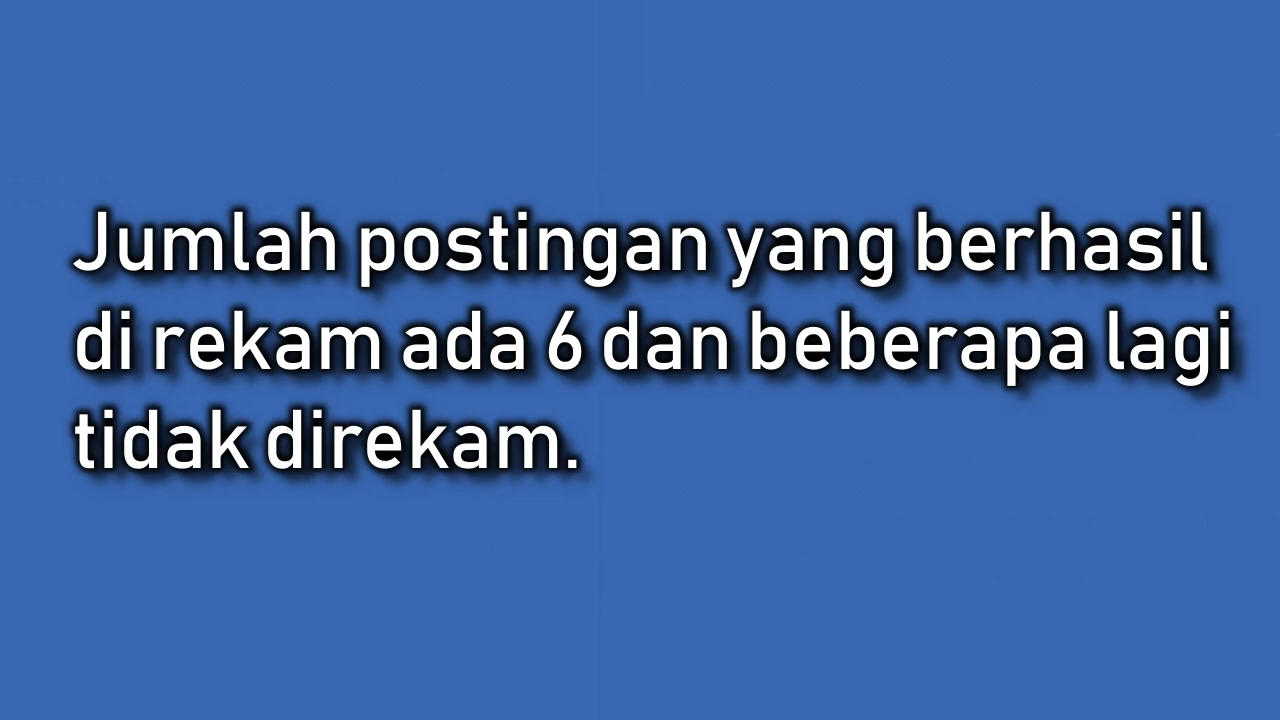 Jumlah postingan yang berhasil
di rekam ada 6 dan beberapa lagi
tidak direkam.